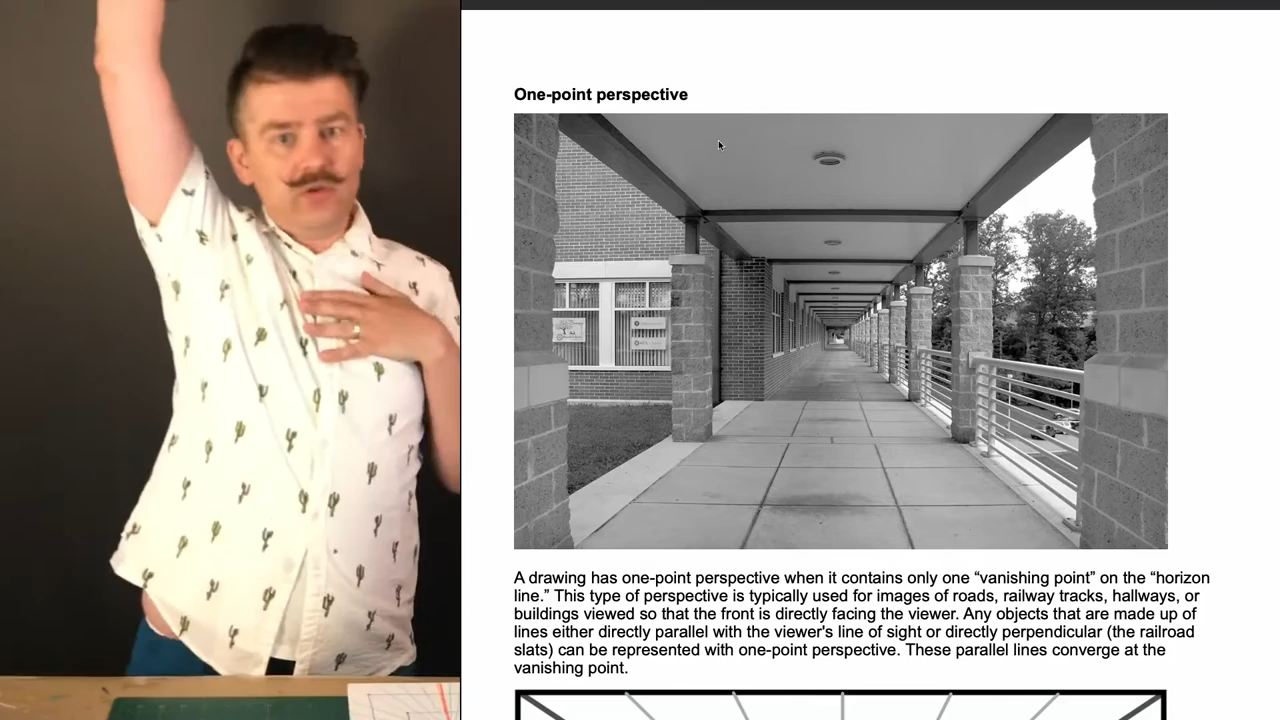 One-point perspective
A drawing has one-point perspective when it contains only one “vanishing point” on the “horizon
line.” This type of perspective is typically used for images of roads, railway tracks, hallways, or
buildings viewed so that the front is directly facing the viewer. Any objects that are made up of
lines either directly parallel with the viewer's line of sight or directly perpendicular (the railroad
slats) can be represented with one-point perspective. These parallel lines converge at the
vanishing point.